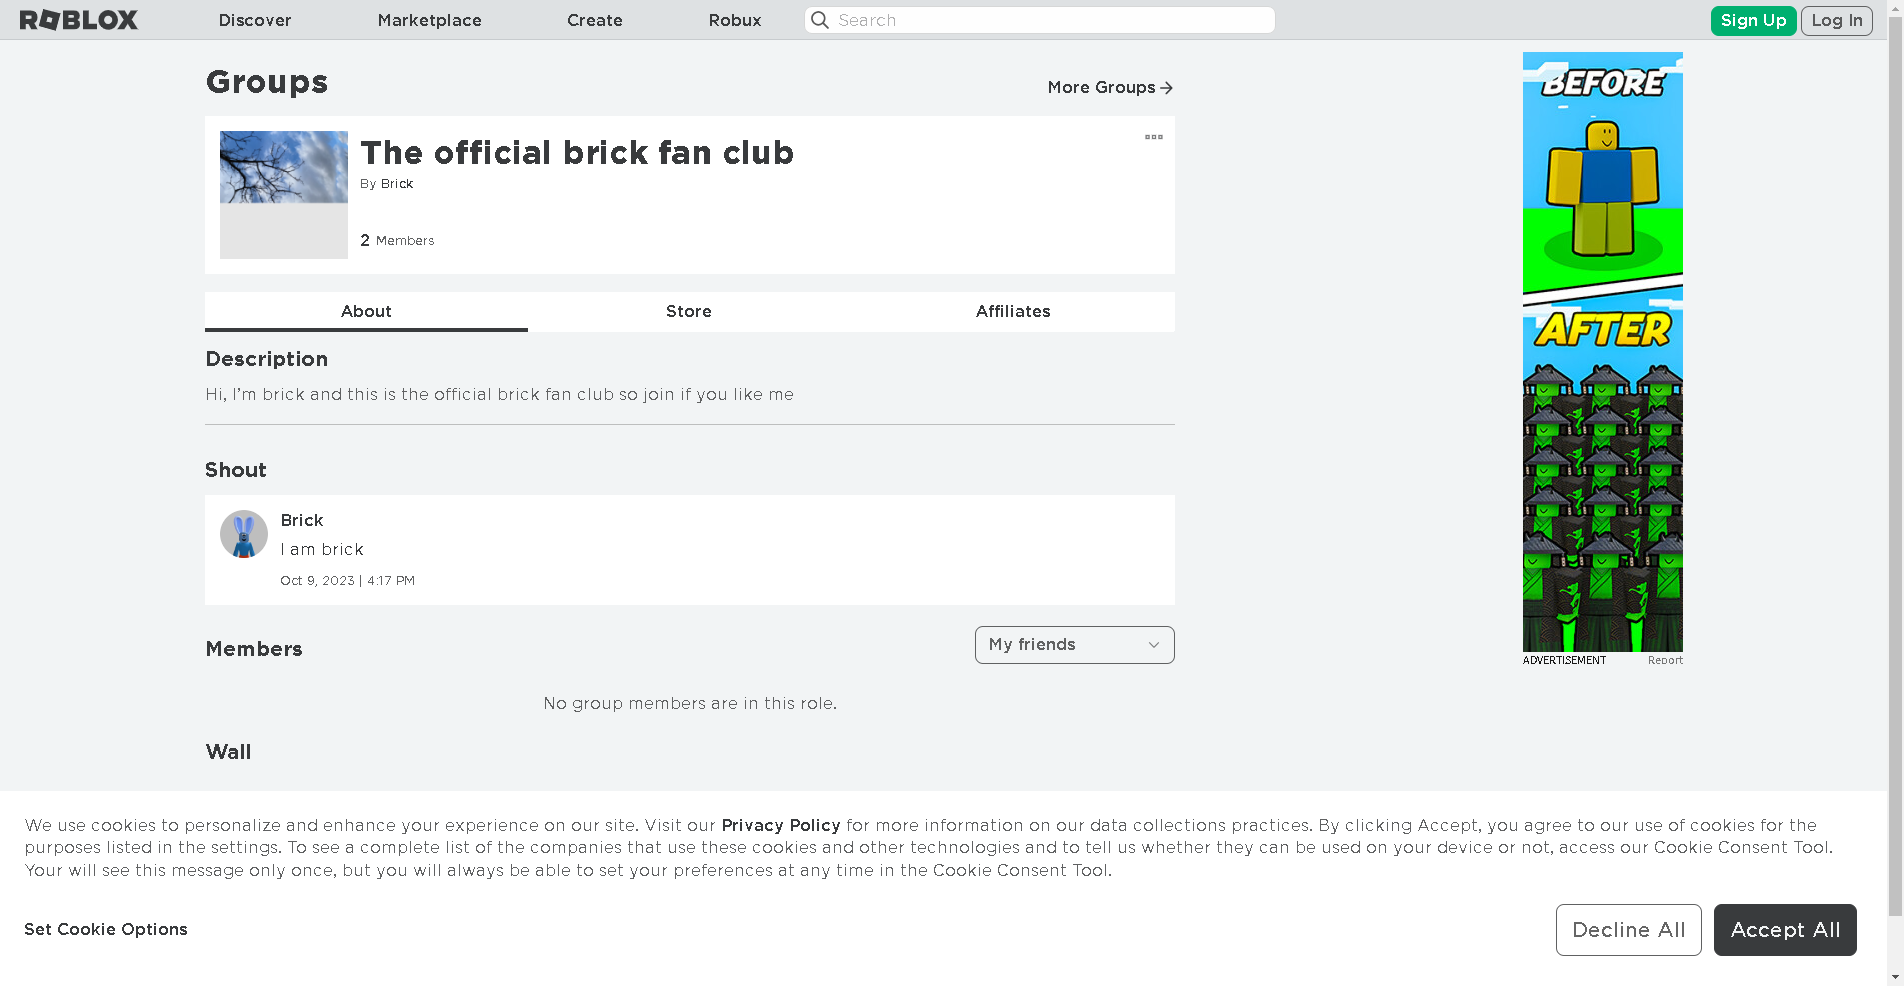 ROBLOX Discover Marketplace Create Robux Search Sign Up Log In
Groups
More Groups
The official brick fan club
By Brick
2 Members
About Store Affiliates
Description
Hi, I'm brick and this is the official brick fan club so join if you like me
Shout
Brick
I am brick
Oct 9, 2023 | 4:17 PM
Members
My friends
No group members are in this role.
Wall
BEFORE
AFTER
ADVERTISEMENT Report
We use cookies to personalize and enhance your experience on our site. Visit our Privacy Policy for more information on our data collections practices. By clicking Accept, you agree to our use of cookies for the
purposes listed in the settings. To see a complete list of the companies that use these cookies and other technologies and to tell us whether they can be used on your device or not, access our Cookie Consent Tool.
Your will see this message only once, but you will always be able to set your preferences at any time in the Cookie Consent Tool.
Set Cookie Options
Decline All
Accept All